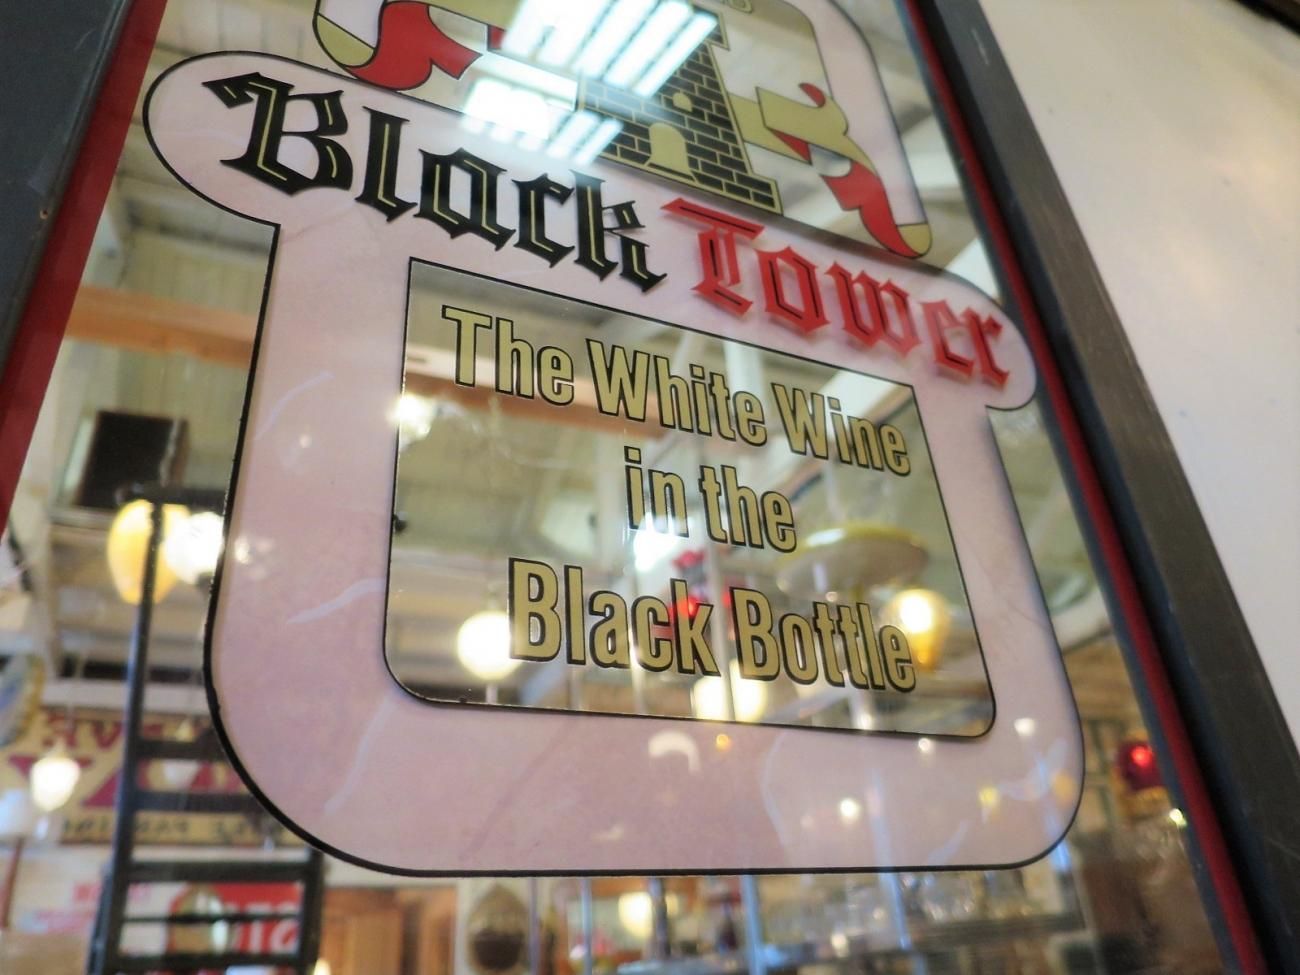 Black Tower
The White Wine
in the
Black Bottle